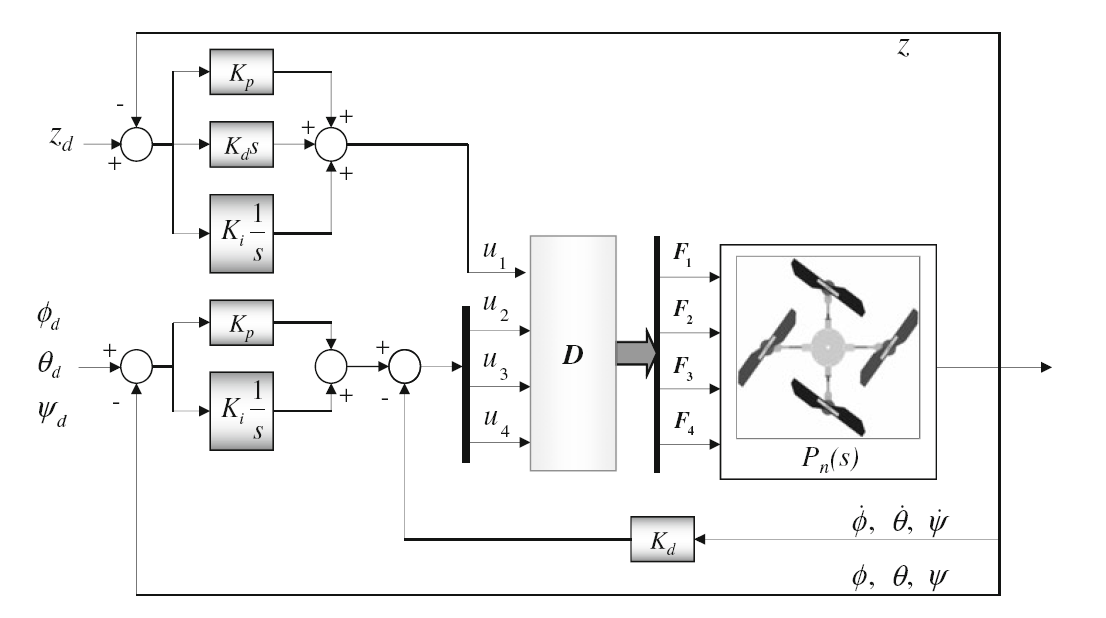 z
K_p
-
+
+
z_d
K_d s
+
+
K_i 1/s
u_1
F_1
ϕ_d
K_p
u_2
F_2
θ_d
+
+
D
u_3
F_3
-
K_i 1/s
+
-
ψ_d
u_4
F_4
P_n(s)
ϕ̇, θ̇, ψ̇
K_d
ϕ, θ, ψ